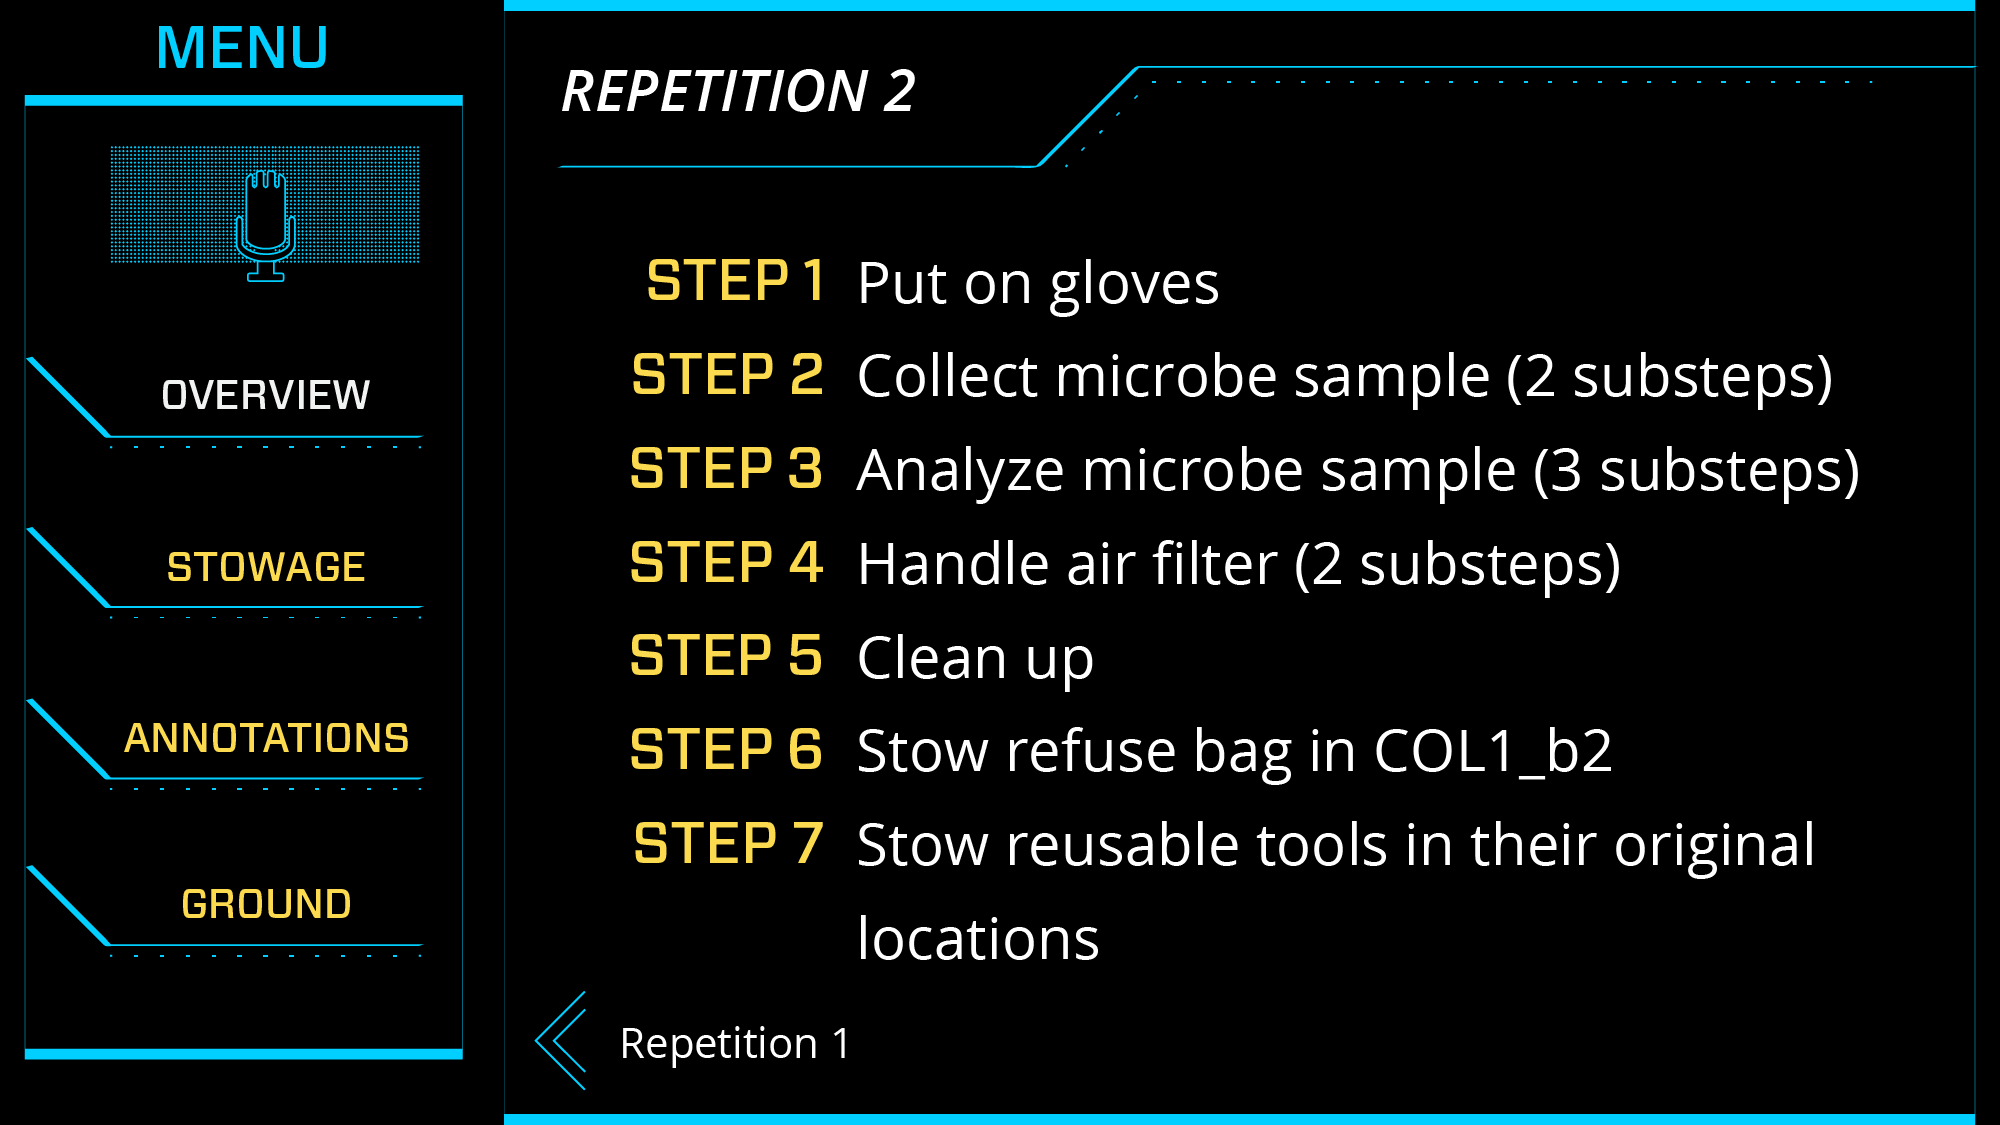 MENU
OVERVIEW
STOWAGE
ANNOTATIONS
GROUND
REPETITION 2
STEP 1 Put on gloves
STEP 2 Collect microbe sample (2 substeps)
STEP 3 Analyze microbe sample (3 substeps)
STEP 4 Handle air filter (2 substeps)
STEP 5 Clean up
STEP 6 Stow refuse bag in COL1_b2
STEP 7 Stow reusable tools in their original
locations
Repetition 1